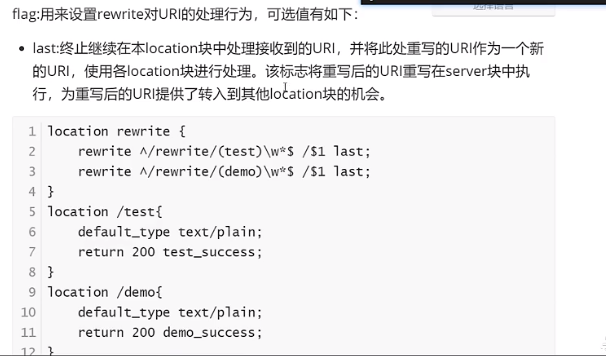 选择语言
flag:用来设置rewrite对URI的处理行为，可选值有如下：
• last:终止继续在本location块中处理接收到的URI，并将此处重写的URI作为一个新
的URI，使用各location块进行处理。该标志将重写后的URI重写在server块中执
行，为重写后的URI提供了转入到其他location块的机会。
1 location rewrite {
2     rewrite ^/rewrite/(test)\w*$ /$1 last;
3     rewrite ^/rewrite/(demo)\w*$ /$1 last;
4 }
5 location /test{
6     default_type text/plain;
7     return 200 test_success;
8 }
9 location /demo{
10     default_type text/plain;
11     return 200 demo_success;
12 }